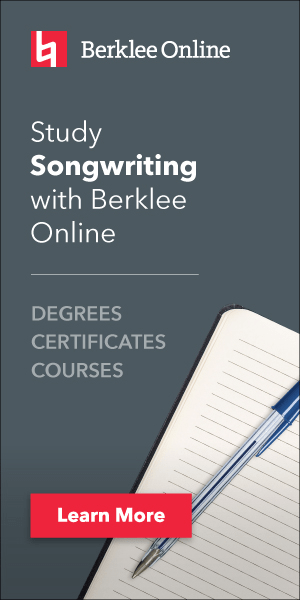 Berklee Online
Study
Songwriting
with Berklee
Online
DEGREES
CERTIFICATES
COURSES
Learn More